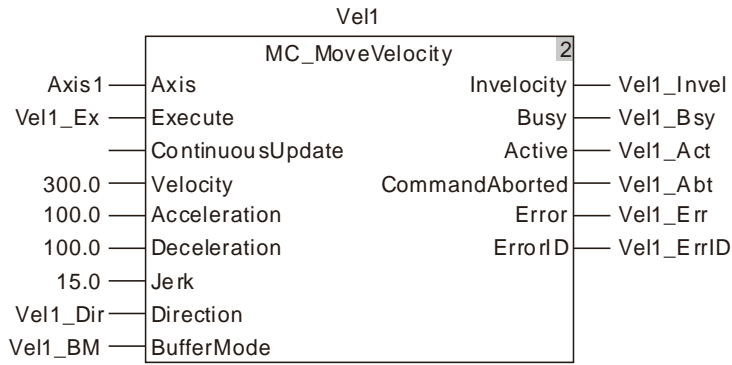 Vel1
MC_MoveVelocity 2
Axis1 Axis Invelocity Vel1_Invel
Vel1_Ex Execute Busy Vel1_Bsy
ContinuousUpdate Active Vel1_Act
300.0 Velocity CommandAborted Vel1_Abt
100.0 Acceleration Error Vel1_Err
100.0 Deceleration ErrorID Vel1_ErrID
15.0 Jerk
Vel1_Dir Direction
Vel1_BM BufferMode